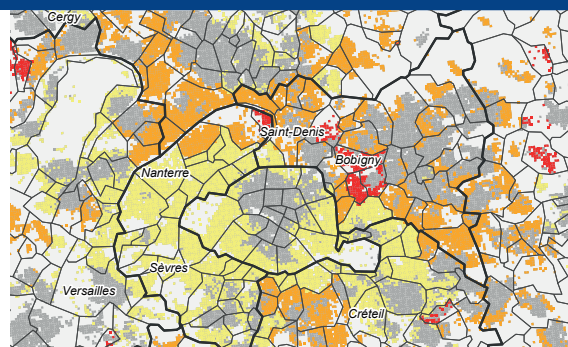 Cergy
Saint-Denis
Bobigny
Nanterre
Sèvres
Versailles
Créteil